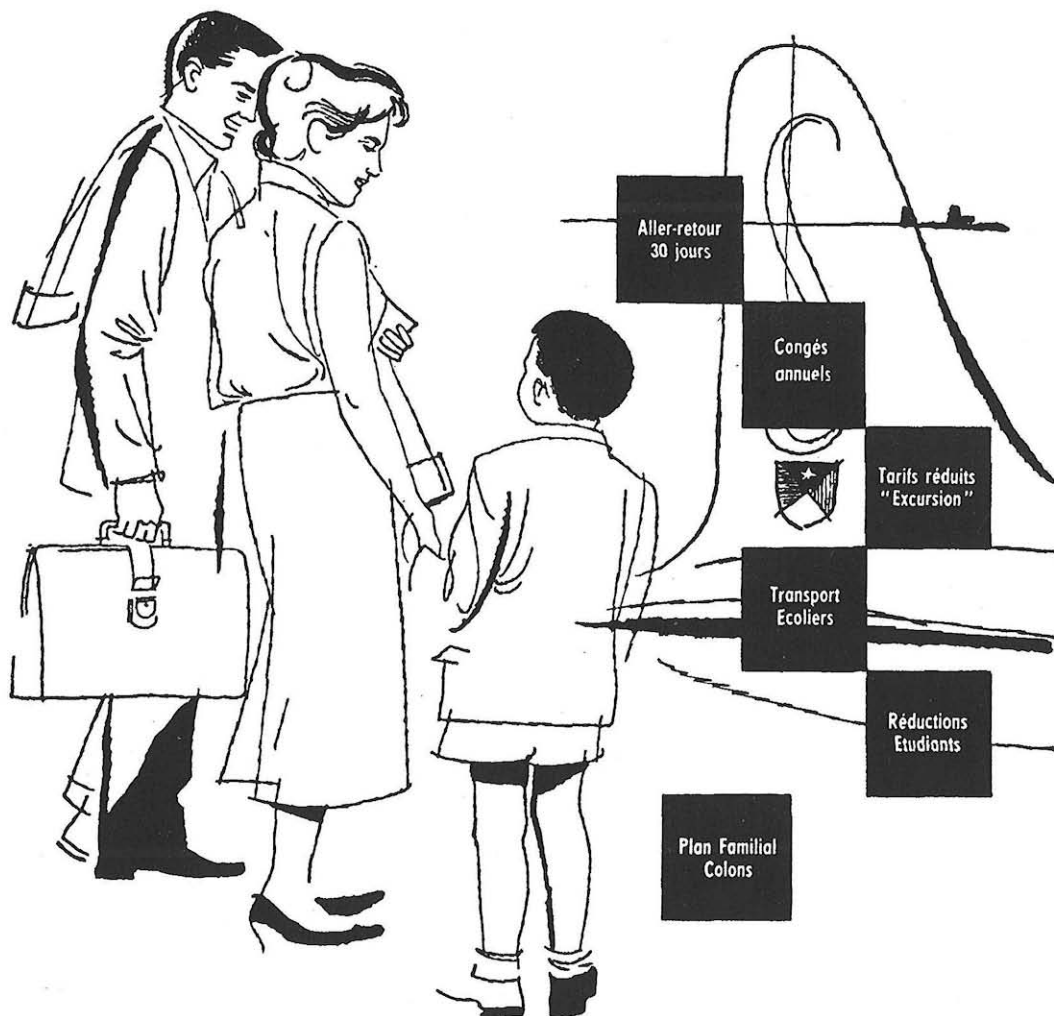 Aller-retour
30 jours
Congés
annuels
Tarifs réduits
"Excursion"
Transport
Ecoliers
Réductions
Etudiants
Plan Familial
Colons